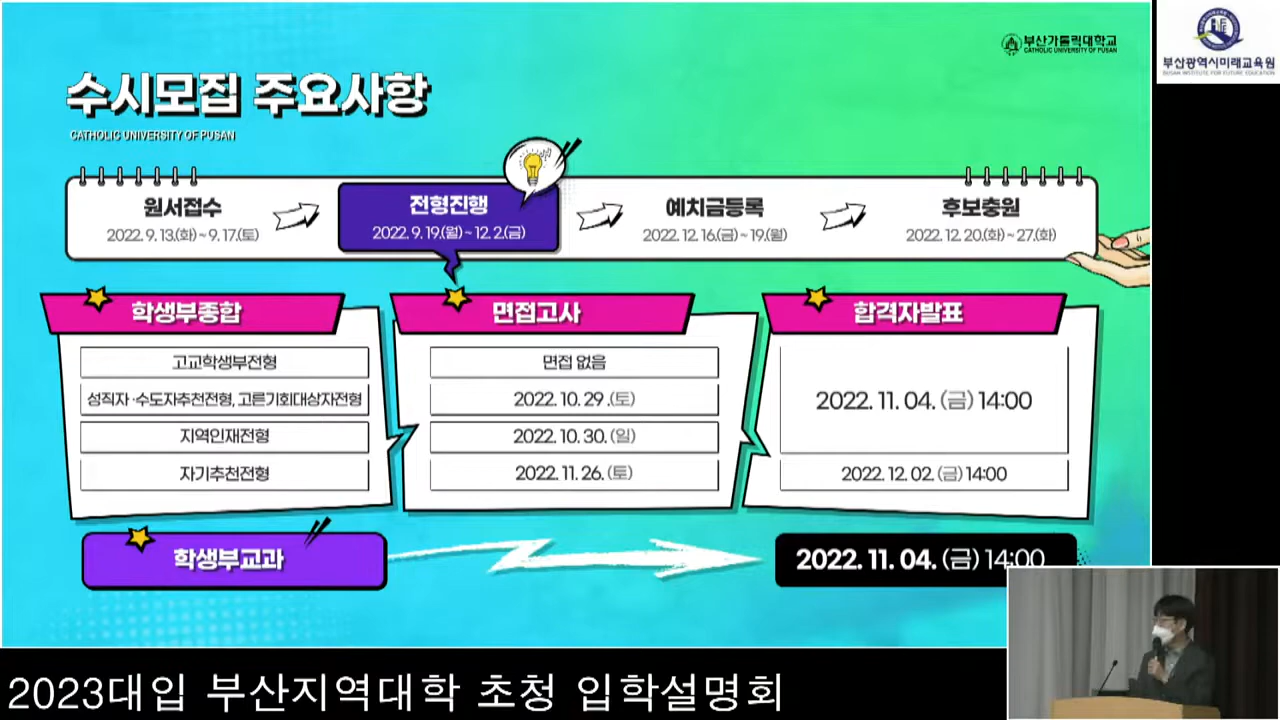 부산가톨릭대학교
CATHOLIC UNIVERSITY OF PUSAN
부산광역시미래교육원
BUSAN INSTITUTE FOR FUTURE EDUCATION
수시모집 주요사항
CATHOLIC UNIVERSITY OF PUSAN
원서접수
2022. 9. 13.(화) ~ 9. 17.(토)
전형진행
2022. 9. 19.(월) ~ 12. 2.(금)
예치금등록
2022. 12. 16.(금) ~ 19.(월)
후보충원
2022. 12. 20.(화) ~ 27.(화)
학생부종합
고교학생부전형
성직자·수도자추천전형, 고른기회대상자전형
지역인재전형
자기추천전형
면접고사
면접 없음
2022. 10. 29 .(토)
2022. 10. 30. (일)
2022. 11. 26. (토)
합격자발표
2022. 11. 04. (금) 14:00
2022. 12. 02. (금) 14:00
학생부교과
2022. 11. 04. (금) 14:00
2023대입 부산지역대학 초청 입학설명회